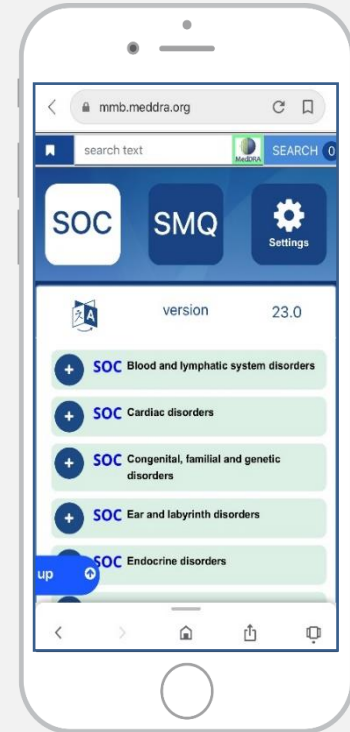 mmb.meddra.org
search text MedDRA SEARCH 0
SOC SMQ Settings
文A version 23.0
+ SOC Blood and lymphatic system disorders
+ SOC Cardiac disorders
+ SOC Congenital, familial and genetic
disorders
+ SOC Ear and labyrinth disorders
SOC Endocrine disorders
up